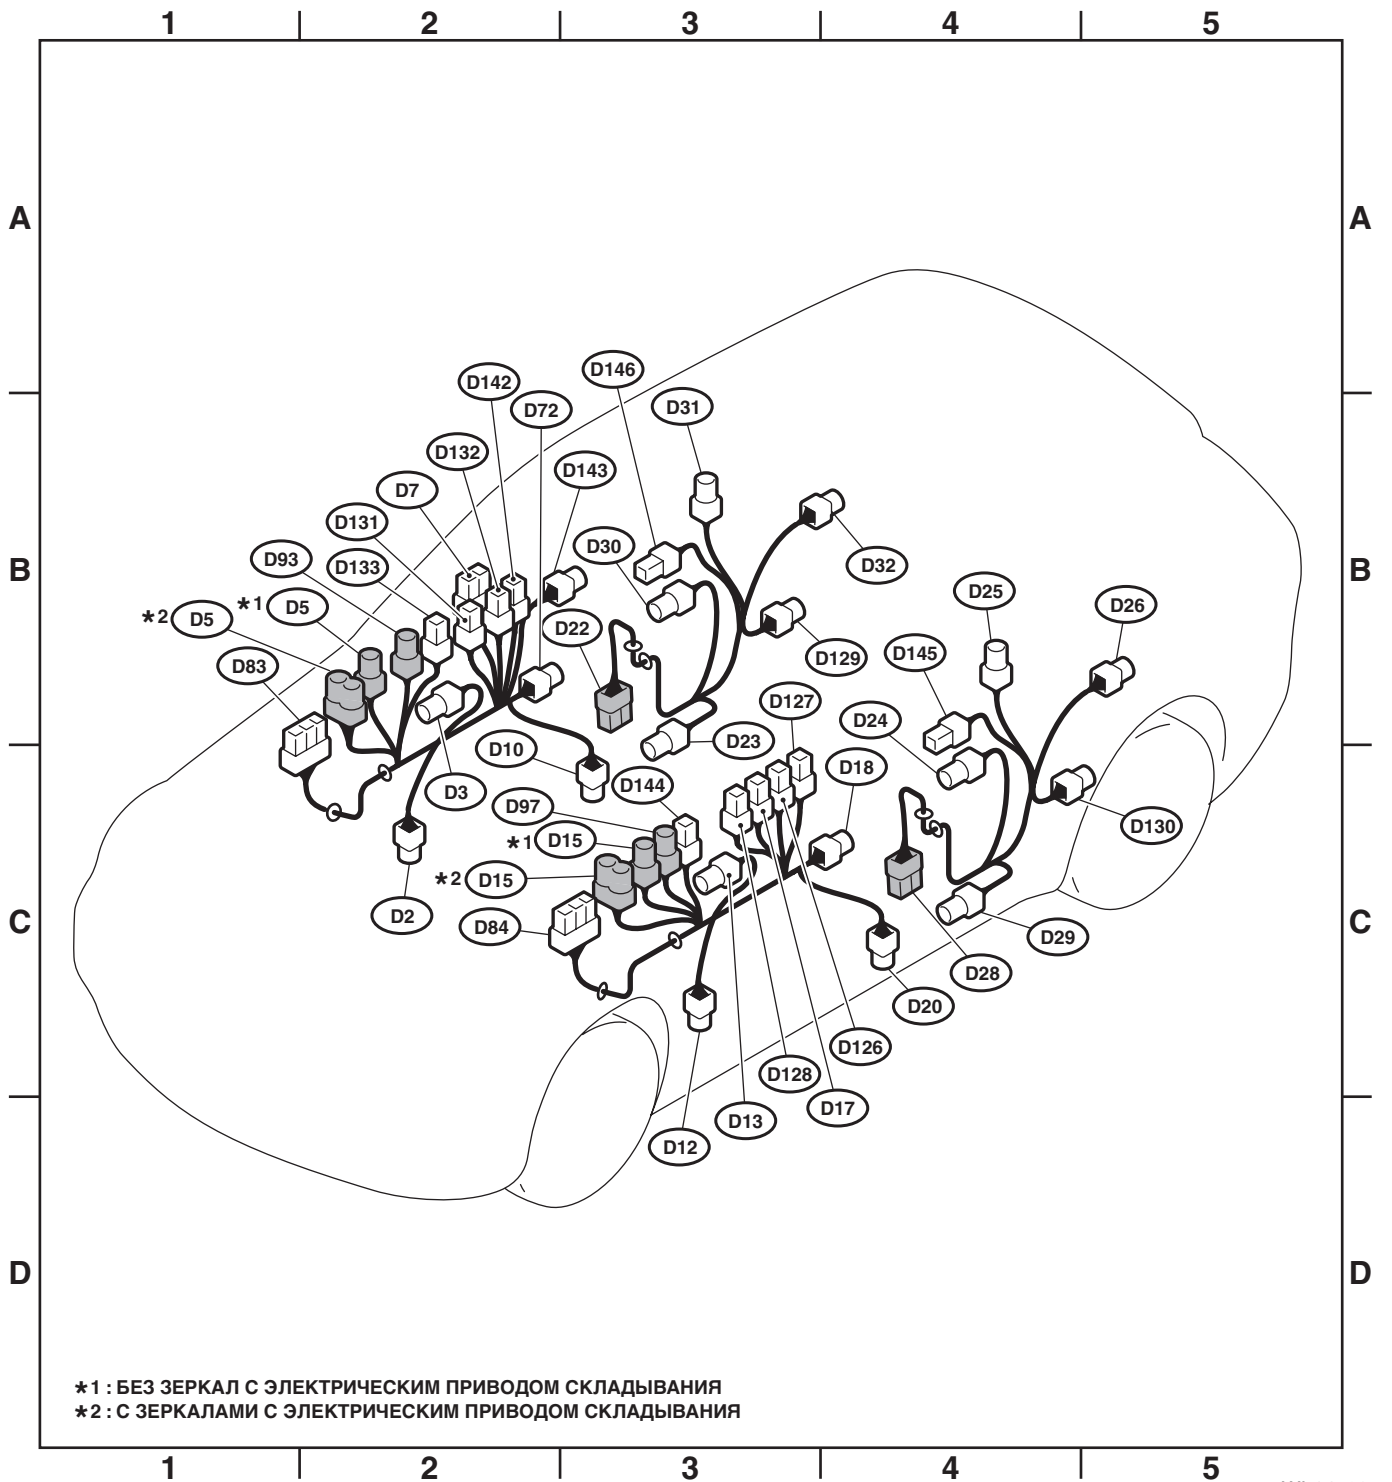 1 2 3 4 5
A A
D146
D142
D31
D72
D132
D143
D7
D131
D30
D93
D133
D32
B B
D25
*1 D5
D26
*2 D5
D22
D83
D129
D145
D127
D24
D10
D23
D18
D3
D144
D97
D130
*1 D15
*2 D15
D2
D84
C C
D29
D28
D20
D126
D128
D17
D13
D12
D D
*1 : БЕЗ ЗЕРКАЛ С ЭЛЕКТРИЧЕСКИМ ПРИВОДОМ СКЛАДЫВАНИЯ
*2 : С ЗЕРКАЛАМИ С ЭЛЕКТРИЧЕСКИМ ПРИВОДОМ СКЛАДЫВАНИЯ
1 2 3 4 5